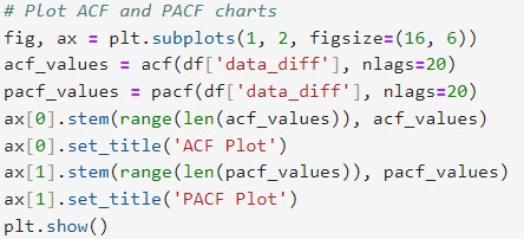 # Plot ACF and PACF charts
fig, ax = plt.subplots(1, 2, figsize=(16, 6))
acf_values = acf(df['data_diff'], nlags=20)
pacf_values = pacf(df['data_diff'], nlags=20)
ax[0].stem(range(len(acf_values)), acf_values)
ax[0].set_title('ACF Plot')
ax[1].stem(range(len(pacf_values)), pacf_values)
ax[1].set_title('PACF Plot')
plt.show()